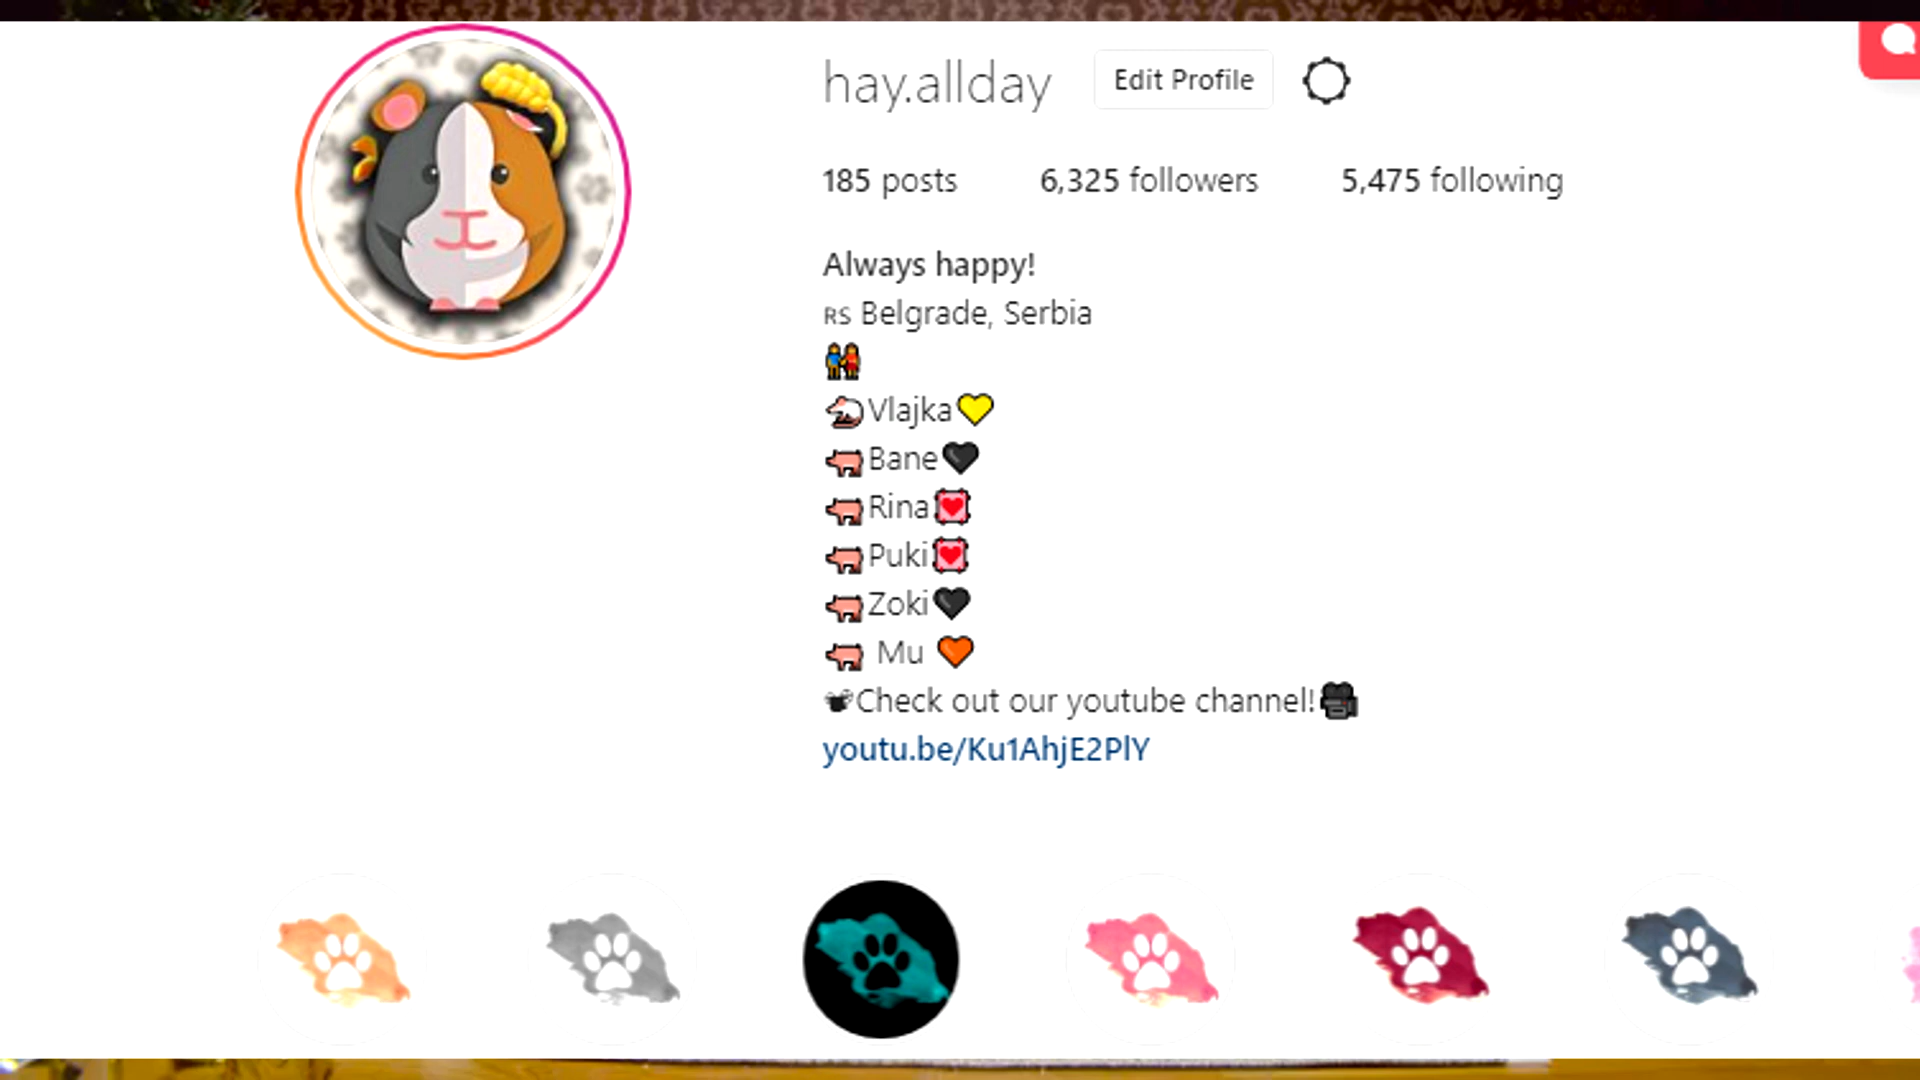 hay.allday Edit Profile
185 posts 6,325 followers 5,475 following
Always happy!
RS Belgrade, Serbia
Vlajka
Bane
Rina
Puki
Zoki
Mu
Check out our youtube channel!
youtu.be/Ku1AhjE2PlY